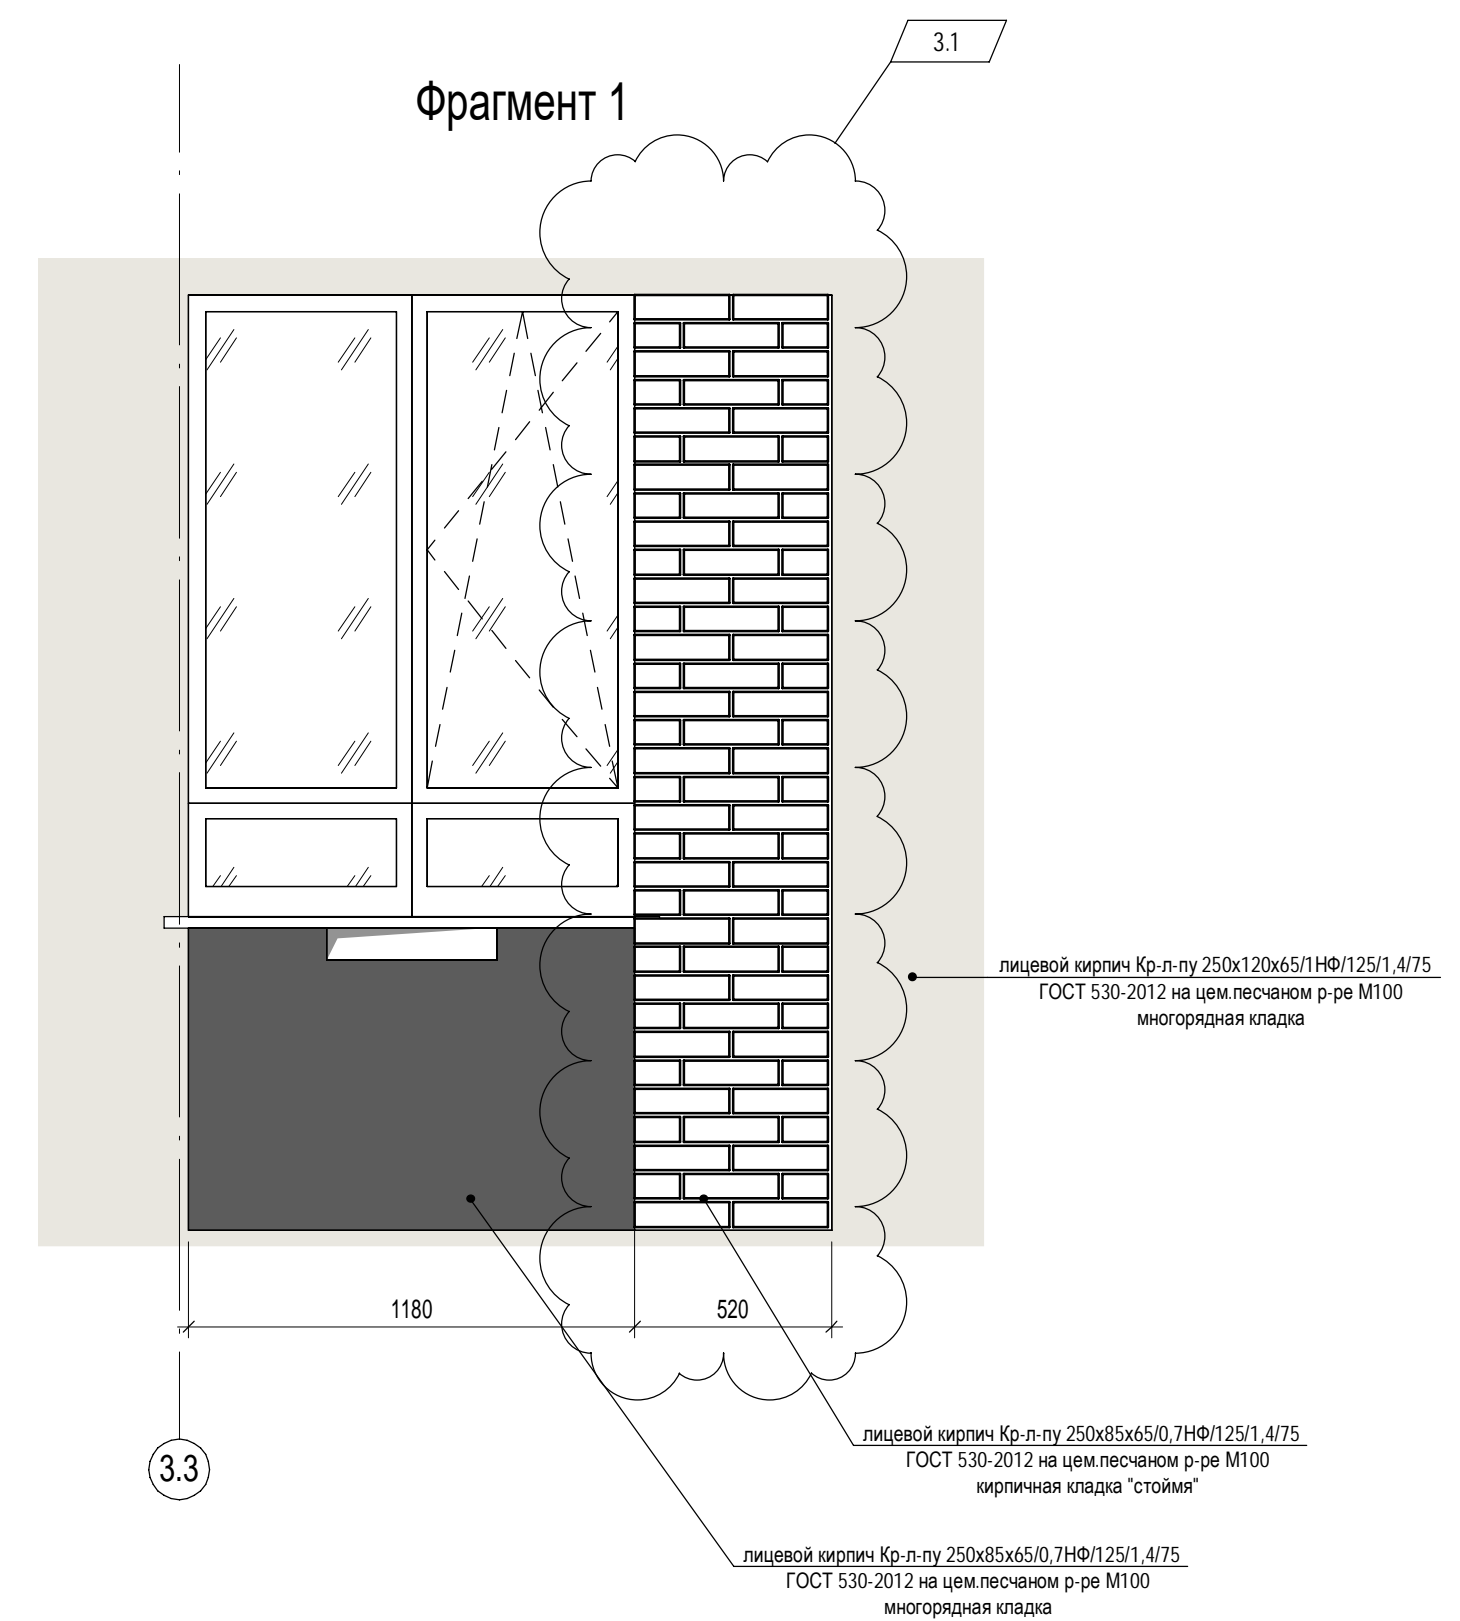 3.1
Фрагмент 1
лицевой кирпич Кр-л-пу 250х120х65/1НФ/125/1,4/75
ГОСТ 530-2012 на цем.песчаном р-ре М100
многорядная кладка
1180
520
лицевой кирпич Кр-л-пу 250х85х65/0,7НФ/125/1,4/75
ГОСТ 530-2012 на цем.песчаном р-ре М100
кирпичная кладка "стоймя"
3.3
лицевой кирпич Кр-л-пу 250х85х65/0,7НФ/125/1,4/75
ГОСТ 530-2012 на цем.песчаном р-ре М100
многорядная кладка